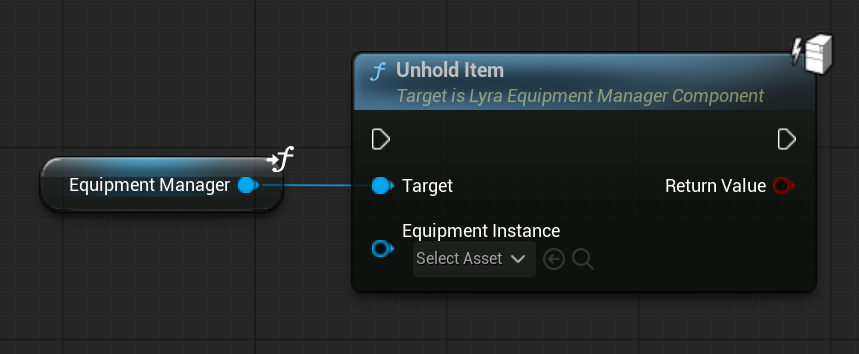 Unhold Item
Target is Lyra Equipment Manager Component
Equipment Manager
Target
Return Value
Equipment Instance
Select Asset